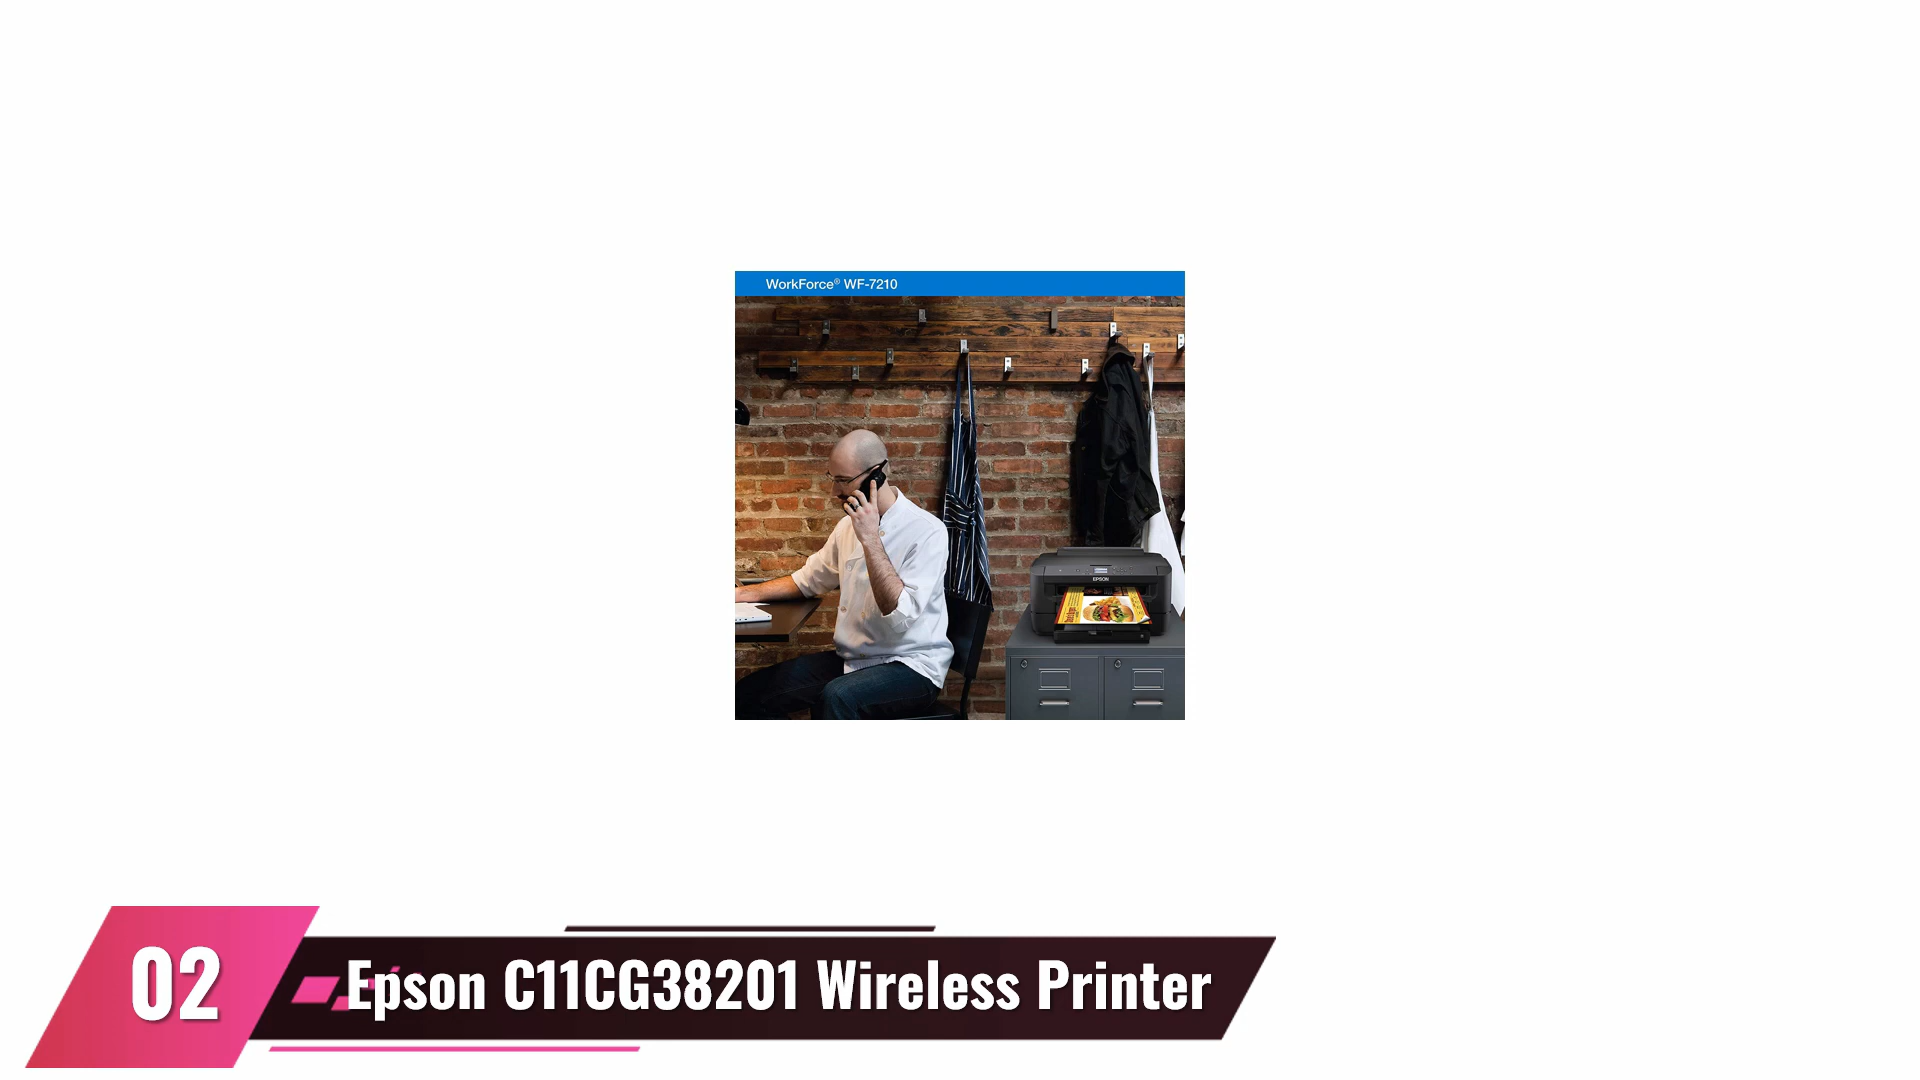 WorkForce® WF-7210
EPSON
02
Epson C11CG38201 Wireless Printer